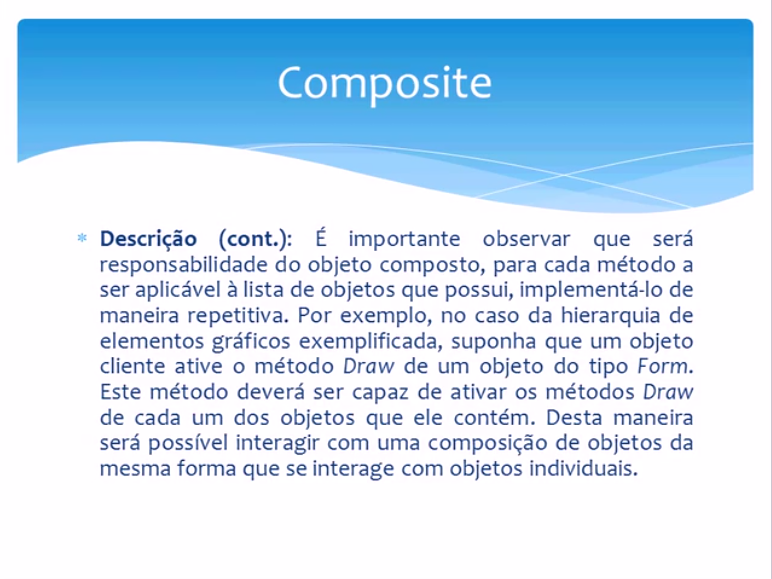 Composite
* Descrição (cont.): É importante observar que será
responsabilidade do objeto composto, para cada método a
ser aplicável à lista de objetos que possui, implementá-lo de
maneira repetitiva. Por exemplo, no caso da hierarquia de
elementos gráficos exemplificada, suponha que um objeto
cliente ative o método Draw de um objeto do tipo Form.
Este método deverá ser capaz de ativar os métodos Draw
de cada um dos objetos que ele contém. Desta maneira
será possível interagir com uma composição de objetos da
mesma forma que se interage com objetos individuais.